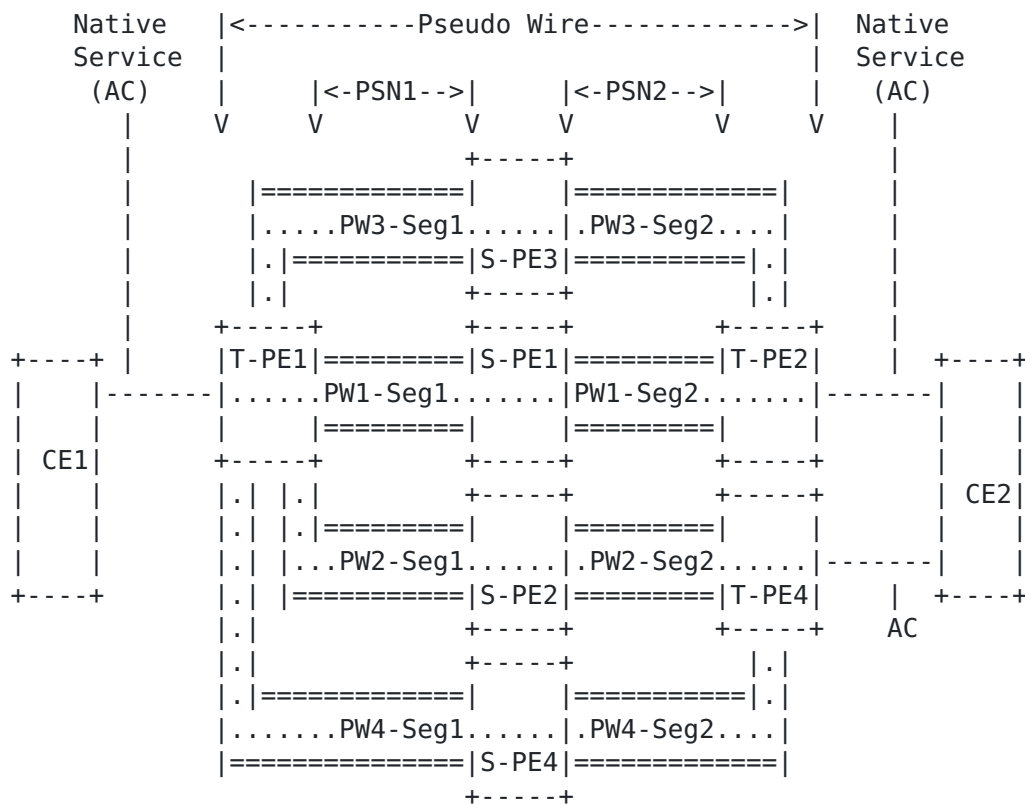 Native   |<-----------Pseudo Wire------------->|  Native
Service  |                                     |  Service
(AC)    |     |<-PSN1-->|     |<-PSN2-->|     |   (AC)
|     V     V         V     V         V     V    |
|                     +-----+                    |
|       |=============|     |=============|      |
|       |.....PW3-Seg1......|.PW3-Seg2....|      |
|       |.|===========|S-PE3|===========|.|      |
|       |.|           +-----+           |.|      |
|     +-----+         +-----+         +-----+    |
+----+ |     |T-PE1|=========|S-PE1|=========|T-PE2|    |  +----+
|    |-------|......PW1-Seg1.......|PW1-Seg2.......|-------|    |
|    |       |     |=========|     |=========|     |       |    |
| CE1|       +-----+         +-----+         +-----+       |    |
|    |       |.| |.|         +-----+         +-----+       | CE2|
|    |       |.| |.|=========|     |=========|     |       |    |
|    |       |.| |...PW2-Seg1......|.PW2-Seg2......|-------|    |
+----+       |.| |===========|S-PE2|=========|T-PE4|    |  +----+
|.|             +-----+         +-----+    AC
|.|             +-----+           |.|
|.|=============|     |===========|.|
|.......PW4-Seg1......|.PW4-Seg2....|
|===============|S-PE4|=============|
+-----+